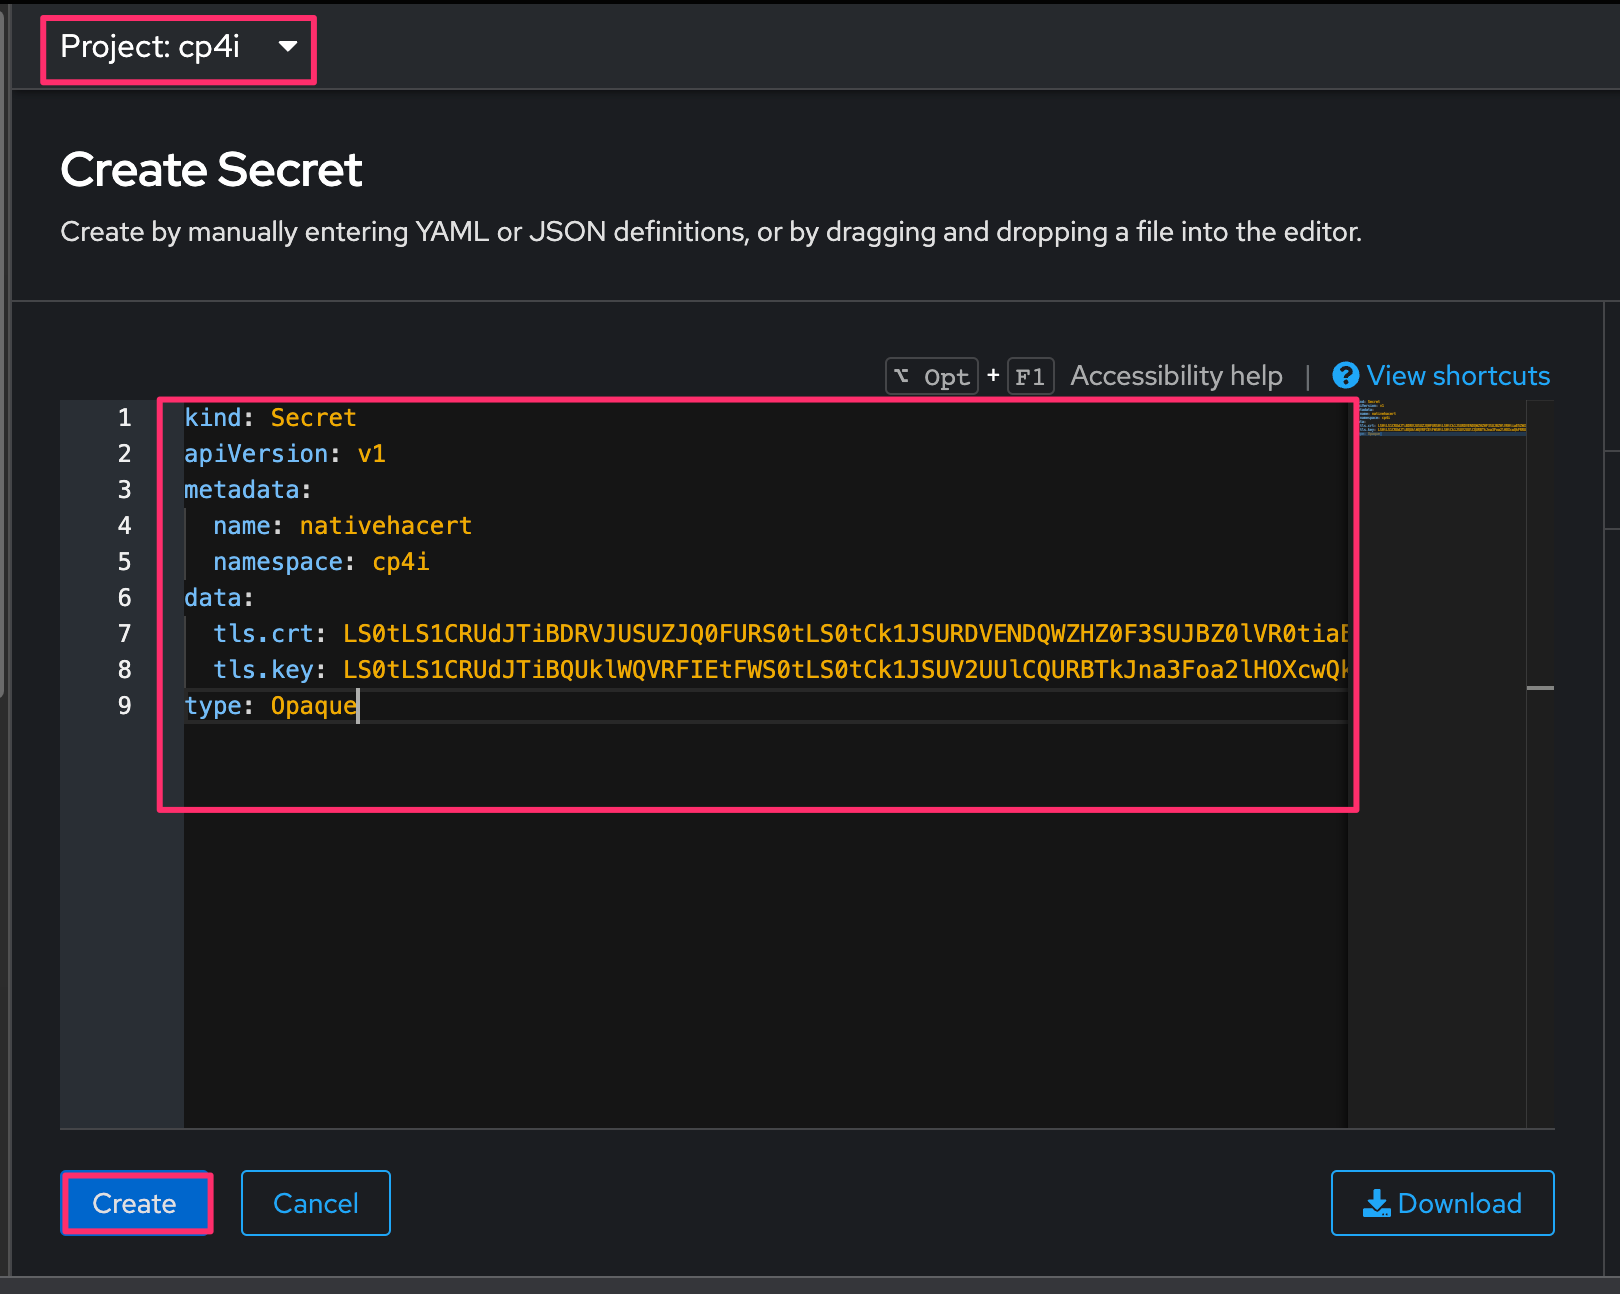 Project: cp4i
Create Secret
Create by manually entering YAML or JSON definitions, or by dragging and dropping a file into the editor.
⌥ Opt + F1 Accessibility help | View shortcuts
1 kind: Secret
2 apiVersion: v1
3 metadata:
4 name: nativehacert
5 namespace: cp4i
6 data:
7 tls.crt: LS0tLS1CRUdJTiBDRVJUSUZJQ0FURS0tLS0tCk1JSURDVENDQWZHZ0F3SUJBZ0lVR0tia
8 tls.key: LS0tLS1CRUdJTiBQUklWQVRFIEtFWS0tLS0tCk1JSUV2UUlCQURBTkJna3Foa2lHOXcwQ
9 type: Opaque
Create Cancel Download